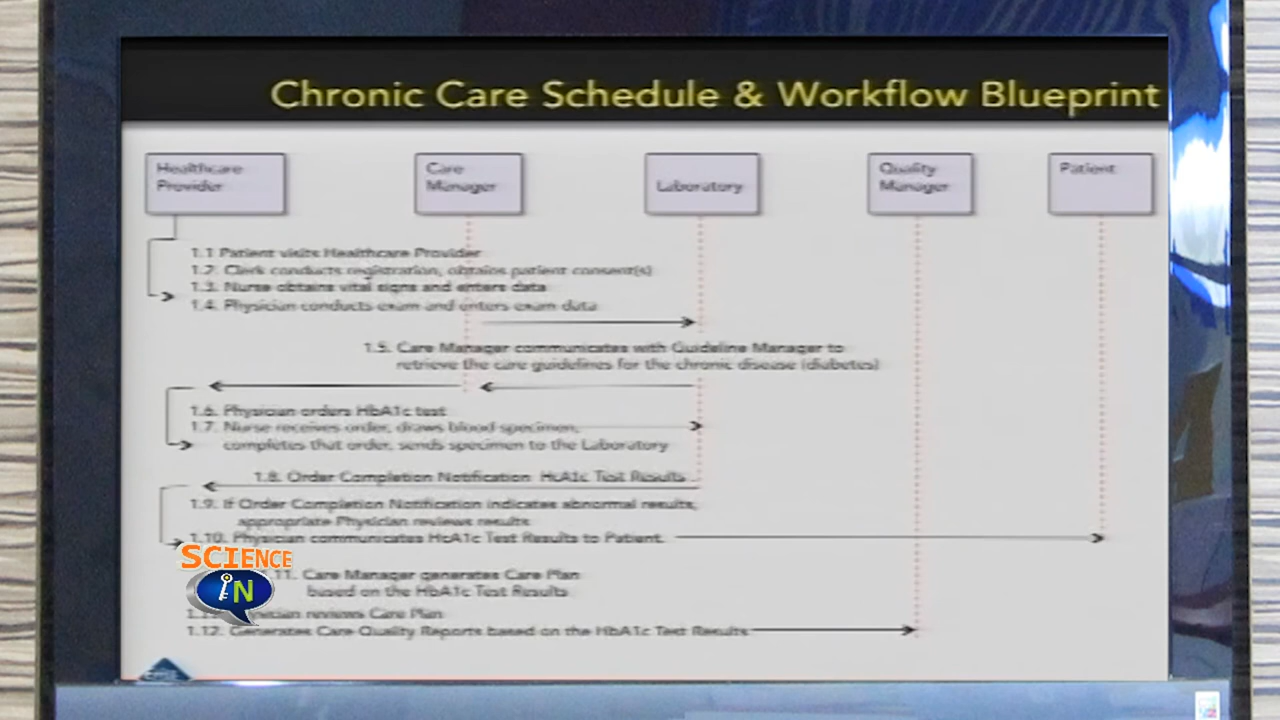 Chronic Care Schedule & Workflow Blueprint
Healthcare
Provider
Care
Manager
Laboratory
Quality
Manager
Patient
1.1 Patient visits Healthcare Provider
1.2. Clerk conducts registration, obtains patient consent(s)
1.3. Nurse obtains vital signs and enters data
1.4. Physician conducts exam and enters exam data
1.5. Care Manager communicates with Guideline Manager to
retrieve the care guidelines for the chronic disease (diabetes)
1.6. Physician orders HbA1c test
1.7. Nurse receives order, draws blood specimen,
completes that order, sends specimen to the Laboratory
1.8. Order Completion Notification HcA1c Test Results
1.9. If Order Completion Notification indicates abnormal results,
appropriate Physician reviews results
1.10. Physician communicates HcA1c Test Results to Patient.
SCIENCE
iN
11. Care Manager generates Care Plan
based on the HbA1c Test Results
reviews Care Plan
1.12. Generates Care Quality Reports based on the HbA1c Test Results